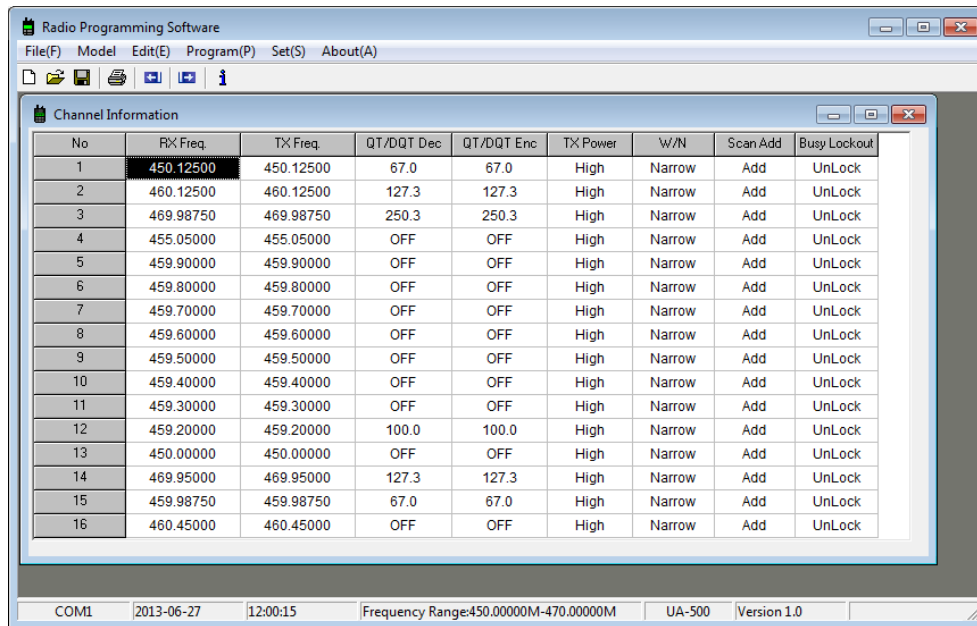 Radio Programming Software
File(F) Model Edit(E) Program(P) Set(S) About(A)
Channel Information
No RX Freq. TX Freq. QT/DQT Dec QT/DQT Enc TX Power W/N Scan Add Busy Lockout
1 450.12500 450.12500 67.0 67.0 High Narrow Add UnLock
2 460.12500 460.12500 127.3 127.3 High Narrow Add UnLock
3 469.98750 469.98750 250.3 250.3 High Narrow Add UnLock
4 455.05000 455.05000 OFF OFF High Narrow Add UnLock
5 459.90000 459.90000 OFF OFF High Narrow Add UnLock
6 459.80000 459.80000 OFF OFF High Narrow Add UnLock
7 459.70000 459.70000 OFF OFF High Narrow Add UnLock
8 459.60000 459.60000 OFF OFF High Narrow Add UnLock
9 459.50000 459.50000 OFF OFF High Narrow Add UnLock
10 459.40000 459.40000 OFF OFF High Narrow Add UnLock
11 459.30000 459.30000 OFF OFF High Narrow Add UnLock
12 459.20000 459.20000 100.0 100.0 High Narrow Add UnLock
13 450.00000 450.00000 OFF OFF High Narrow Add UnLock
14 469.95000 469.95000 127.3 127.3 High Narrow Add UnLock
15 459.98750 459.98750 67.0 67.0 High Narrow Add UnLock
16 460.45000 460.45000 OFF OFF High Narrow Add UnLock
COM1 2013-06-27 12:00:15 Frequency Range:450.00000M-470.00000M UA-500 Version 1.0